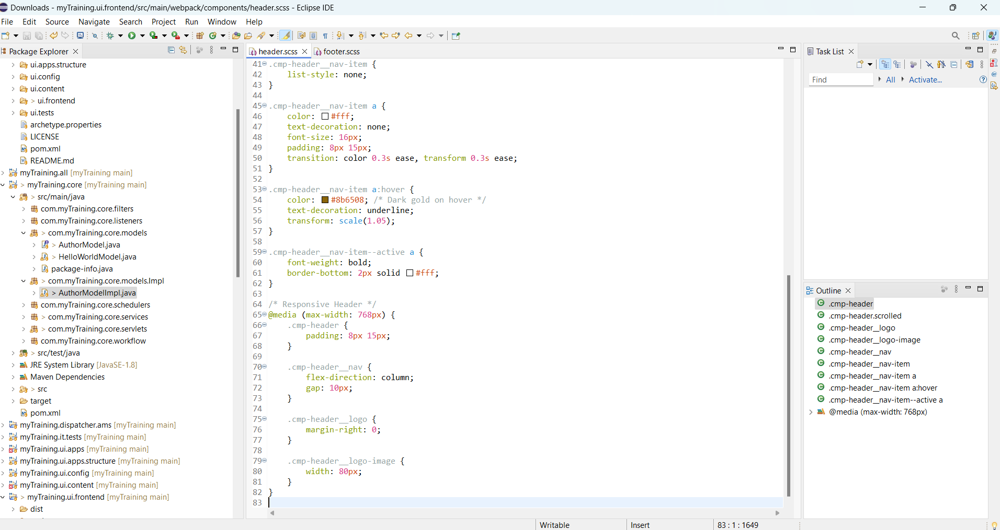 Downloads - myTraining.ui.frontend/src/main/webpack/components/header.scss - Eclipse IDE
File Edit Source Navigate Search Project Run Window Help
Package Explorer
ui.apps.structure
ui.config
ui.content
> ui.frontend
ui.tests
archetype.properties
LICENSE
pom.xml
README.md
myTraining.all [myTraining main]
> myTraining.core [myTraining main]
> src/main/java
com.myTraining.core.filters
com.myTraining.core.listeners
> com.myTraining.core.models
> AuthorModel.java
> HelloWorldModel.java
package-info.java
> com.myTraining.core.models.Impl
> AuthorModelImpl.java
com.myTraining.core.schedulers
> com.myTraining.core.services
> com.myTraining.core.servlets
com.myTraining.core.workflow
> src/test/java
JRE System Library [JavaSE-1.8]
Maven Dependencies
> src
target
pom.xml
myTraining.dispatcher.ams [myTraining main]
myTraining.it.tests [myTraining main]
myTraining.ui.apps [myTraining main]
myTraining.ui.apps.structure [myTraining main]
myTraining.ui.config [myTraining main]
myTraining.ui.content [myTraining main]
> myTraining.ui.frontend [myTraining main]
dist
header.scss footer.scss
41 .cmp-header__nav-item {
42     list-style: none;
43 }
44
45 .cmp-header__nav-item a {
46     color: #fff;
47     text-decoration: none;
48     font-size: 16px;
49     padding: 8px 15px;
50     transition: color 0.3s ease, transform 0.3s ease;
51 }
52
53 .cmp-header__nav-item a:hover {
54     color: #8b6508; /* Dark gold on hover */
55     text-decoration: underline;
56     transform: scale(1.05);
57 }
58
59 .cmp-header__nav-item--active a {
60     font-weight: bold;
61     border-bottom: 2px solid #fff;
62 }
63
64 /* Responsive Header */
65 @media (max-width: 768px) {
66     .cmp-header {
67         padding: 8px 15px;
68     }
69
70     .cmp-header__nav {
71         flex-direction: column;
72         gap: 10px;
73     }
74
75     .cmp-header__logo {
76         margin-right: 0;
77     }
78
79     .cmp-header__logo-image {
80         width: 80px;
81     }
82 }
83
Task List
Find All Activate...
Outline
.cmp-header
.cmp-header.scrolled
.cmp-header__logo
.cmp-header__logo-image
.cmp-header__nav
.cmp-header__nav-item
.cmp-header__nav-item a
.cmp-header__nav-item a:hover
.cmp-header__nav-item--active a
@media (max-width: 768px)
Writable Insert 83 : 1 : 1649